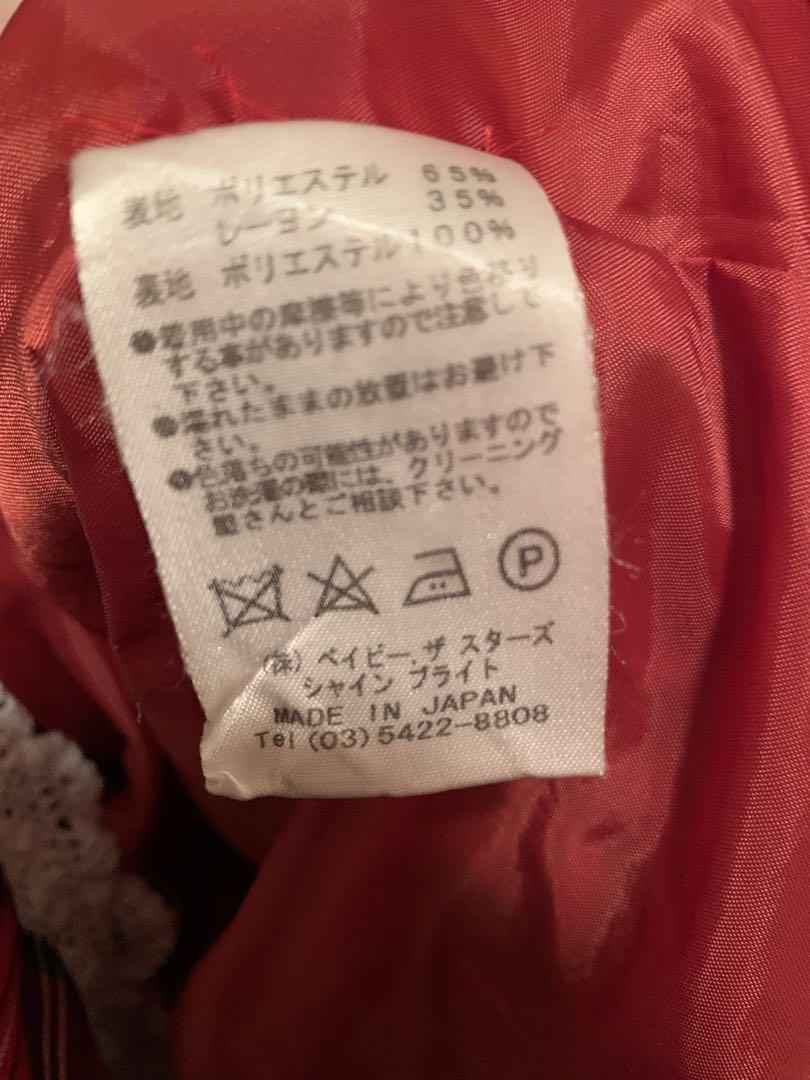 表地 ポリエステル 65%
レーヨン 35%
表地 ポリエステル 100%
●着用中の摩擦等により色移り
する事がありますので注意して
下さい。
●濡れたままの放置はお避け下
さい。
●色落ちの可能性がありますので
お洗濯の際には、クリーニング
屋さんとご相談下さい。
P
(株) ベイビー,ザ スターズ
シャイン ブライト
MADE IN JAPAN
Tel (03)5422-8808